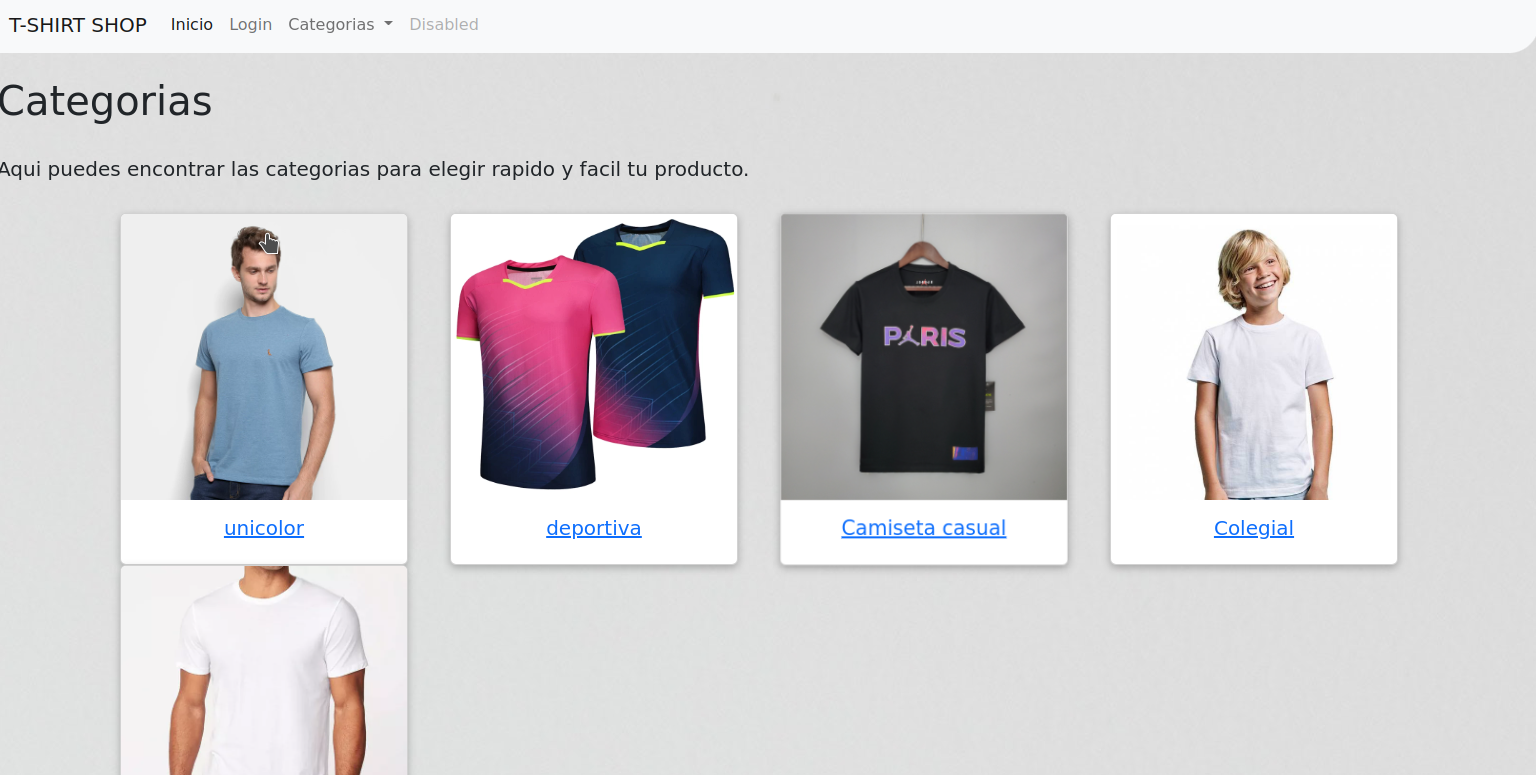 T-SHIRT SHOP Inicio Login Categorias Disabled
Categorias
Aqui puedes encontrar las categorias para elegir rapido y facil tu producto.
PARIS
unicolor
deportiva
Camiseta casual
Colegial